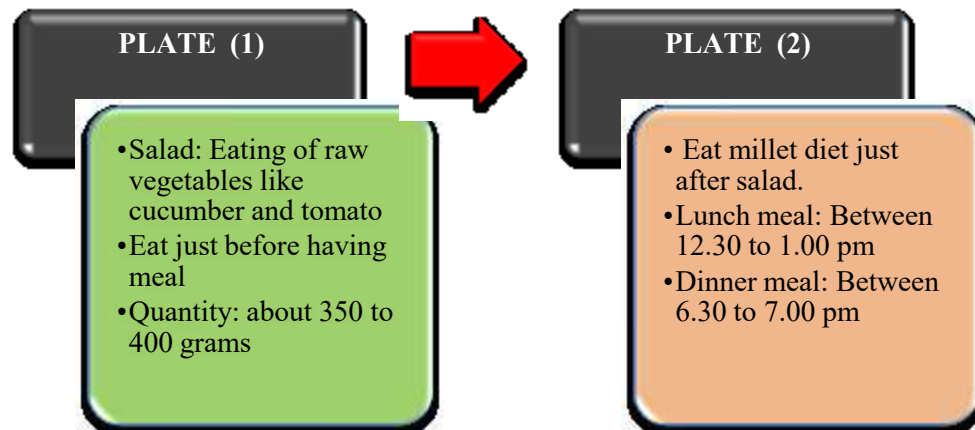 PLATE (1)
•Salad: Eating of raw
vegetables like
cucumber and tomato
•Eat just before having
meal
•Quantity: about 350 to
400 grams
PLATE (2)
• Eat millet diet just
after salad.
•Lunch meal: Between
12.30 to 1.00 pm
•Dinner meal: Between
6.30 to 7.00 pm